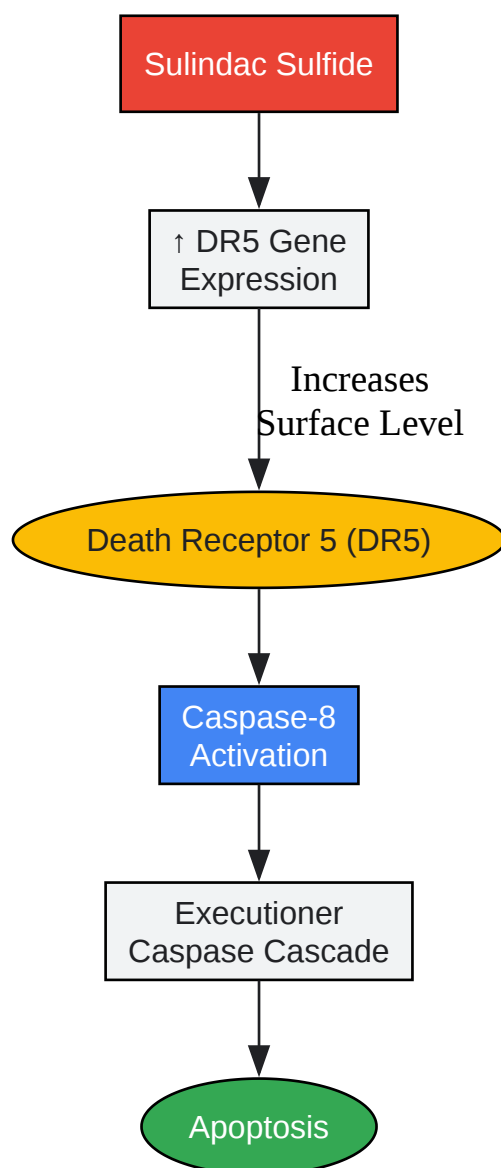 Sulindac Sulfide
↑ DR5 Gene
Expression
Increases
Surface Level
Death Receptor 5 (DR5)
Caspase-8
Activation
Executioner
Caspase Cascade
Apoptosis